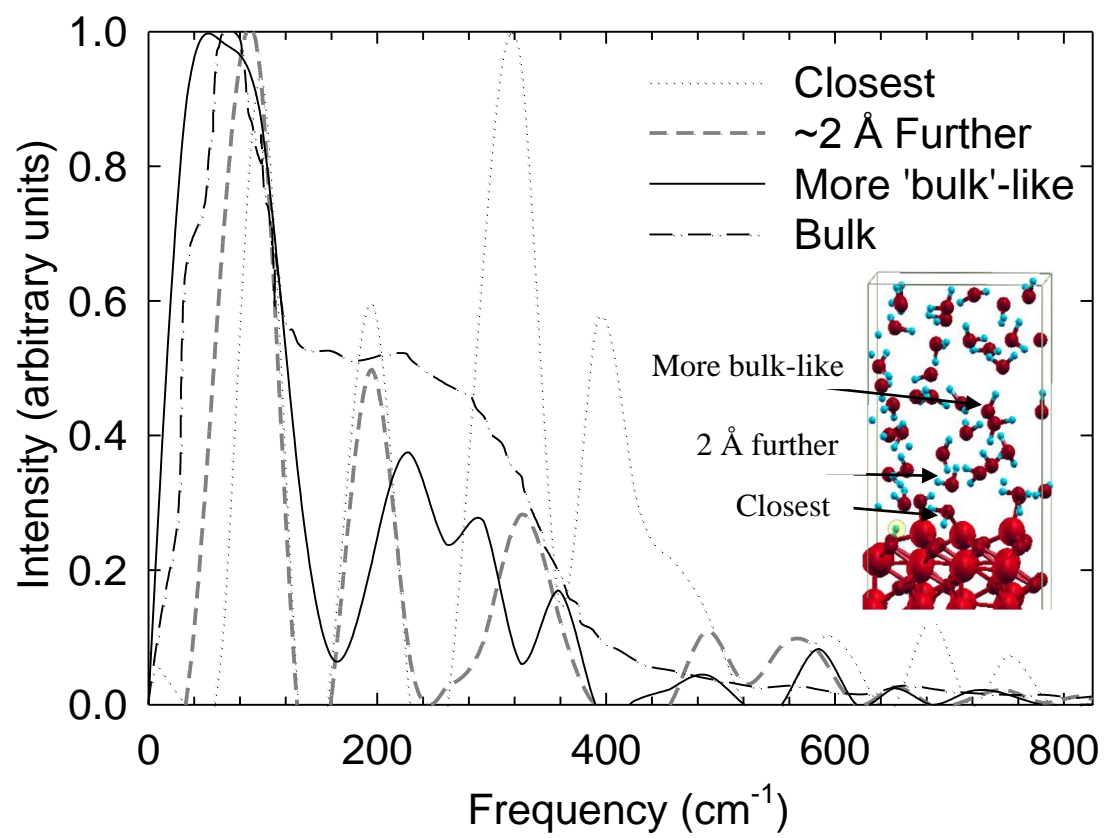 1.0
0.8
0.6
0.4
0.2
0.0
Intensity (arbitrary units)
Closest
~2 Å Further
More 'bulk'-like
Bulk
More bulk-like
2 Å further
Closest
0 200 400 600 800
Frequency (cm⁻¹)